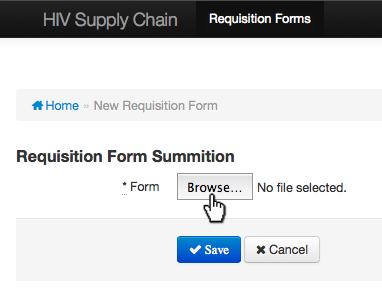 HIV Supply Chain Requisition Forms
Home » New Requisition Form
Requisition Form Summition
* Form Browse... No file selected.
Save Cancel